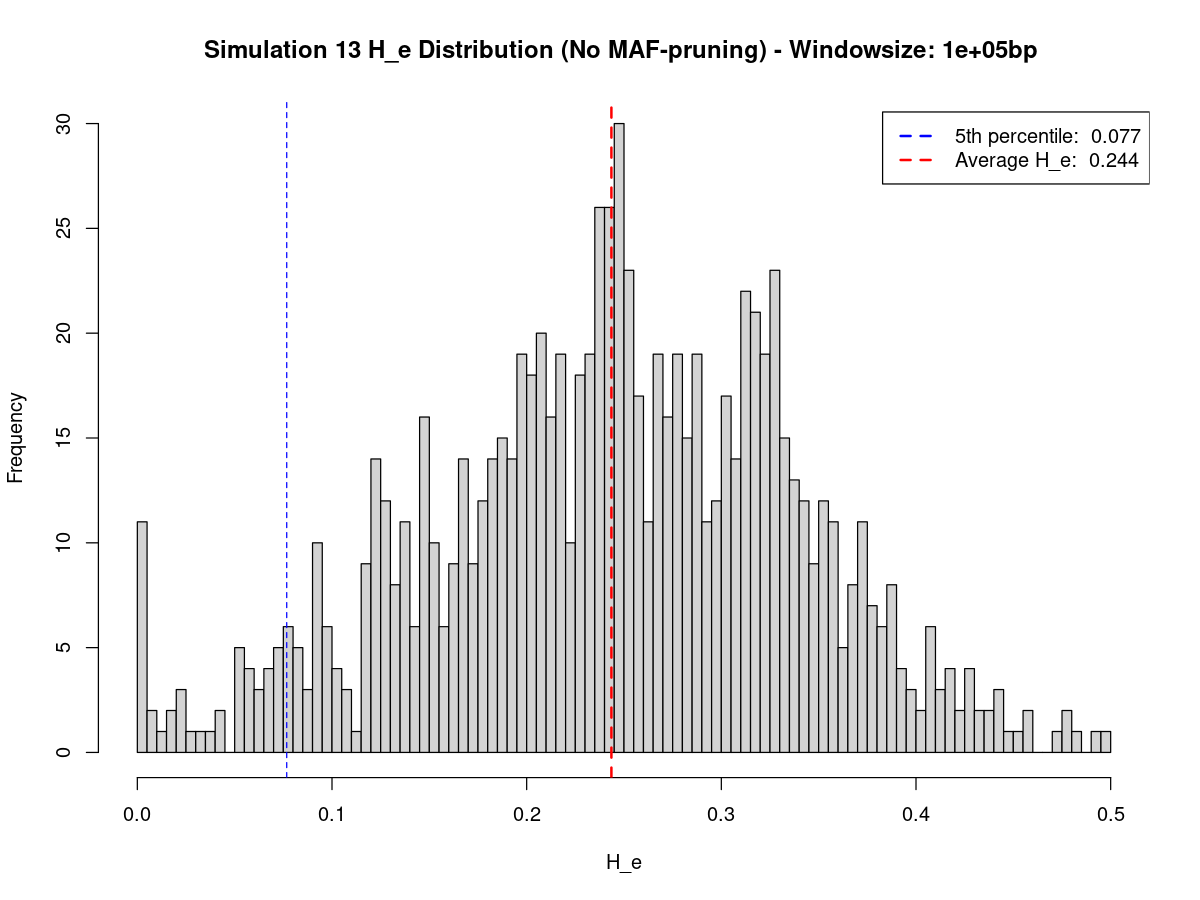 Simulation 13 H_e Distribution (No MAF-pruning) - Windowsize: 1e+05bp
5th percentile: 0.077
Average H_e: 0.244
Frequency
30
25
20
15
10
5
0
0.0 0.1 0.2 0.3 0.4 0.5
H_e